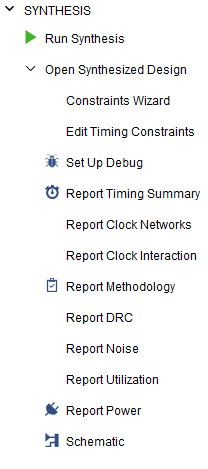 SYNTHESIS
Run Synthesis
Open Synthesized Design
Constraints Wizard
Edit Timing Constraints
Set Up Debug
Report Timing Summary
Report Clock Networks
Report Clock Interaction
Report Methodology
Report DRC
Report Noise
Report Utilization
Report Power
Schematic